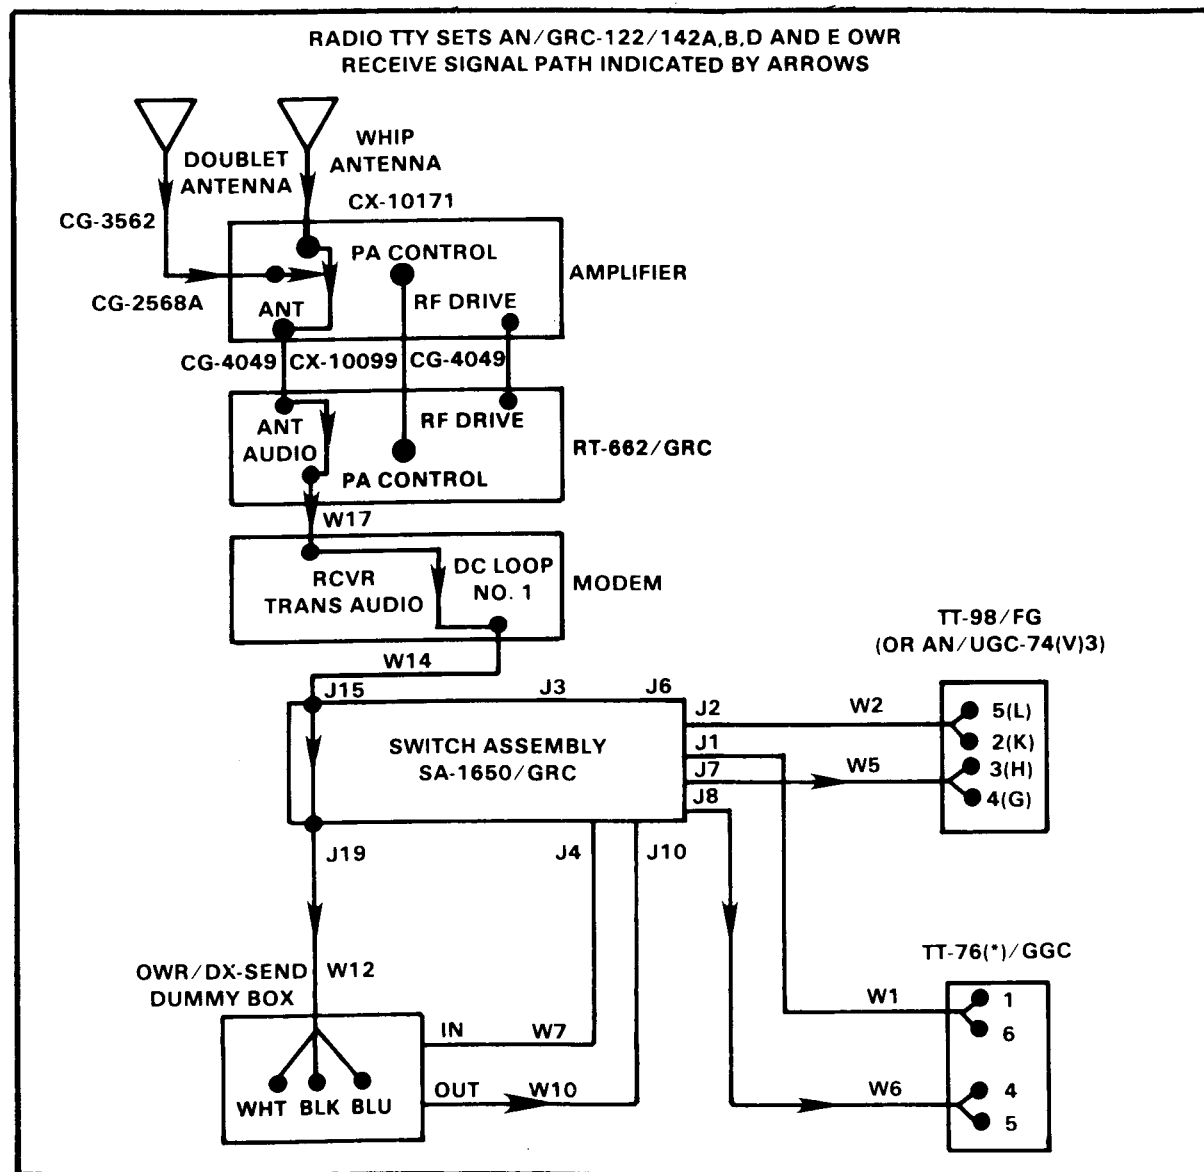 RADIO TTY SETS AN/GRC-122/142A,B,D AND E OWR
RECEIVE SIGNAL PATH INDICATED BY ARROWS
DOUBLET
ANTENNA
WHIP
ANTENNA
CG-3562
CX-10171
PA CONTROL
AMPLIFIER
CG-2568A
ANT
RF DRIVE
CG-4049
CX-10099
CG-4049
ANT
AUDIO
RF DRIVE
RT-662/GRC
PA CONTROL
W17
RCVR
TRANS AUDIO
DC LOOP
NO. 1
MODEM
W14
TT-98/FG
(OR AN/UGC-74(V)3)
J15
J3
J6
J2
W2
5(L)
2(K)
SWITCH ASSEMBLY
SA-1650/GRC
J1
J7
W5
3(H)
4(G)
J8
J19
J4
J10
OWR/DX-SEND
DUMMY BOX
W12
TT-76(*)/GGC
W1
1
6
IN
W7
OUT
W10
W6
4
5
WHT BLK BLU